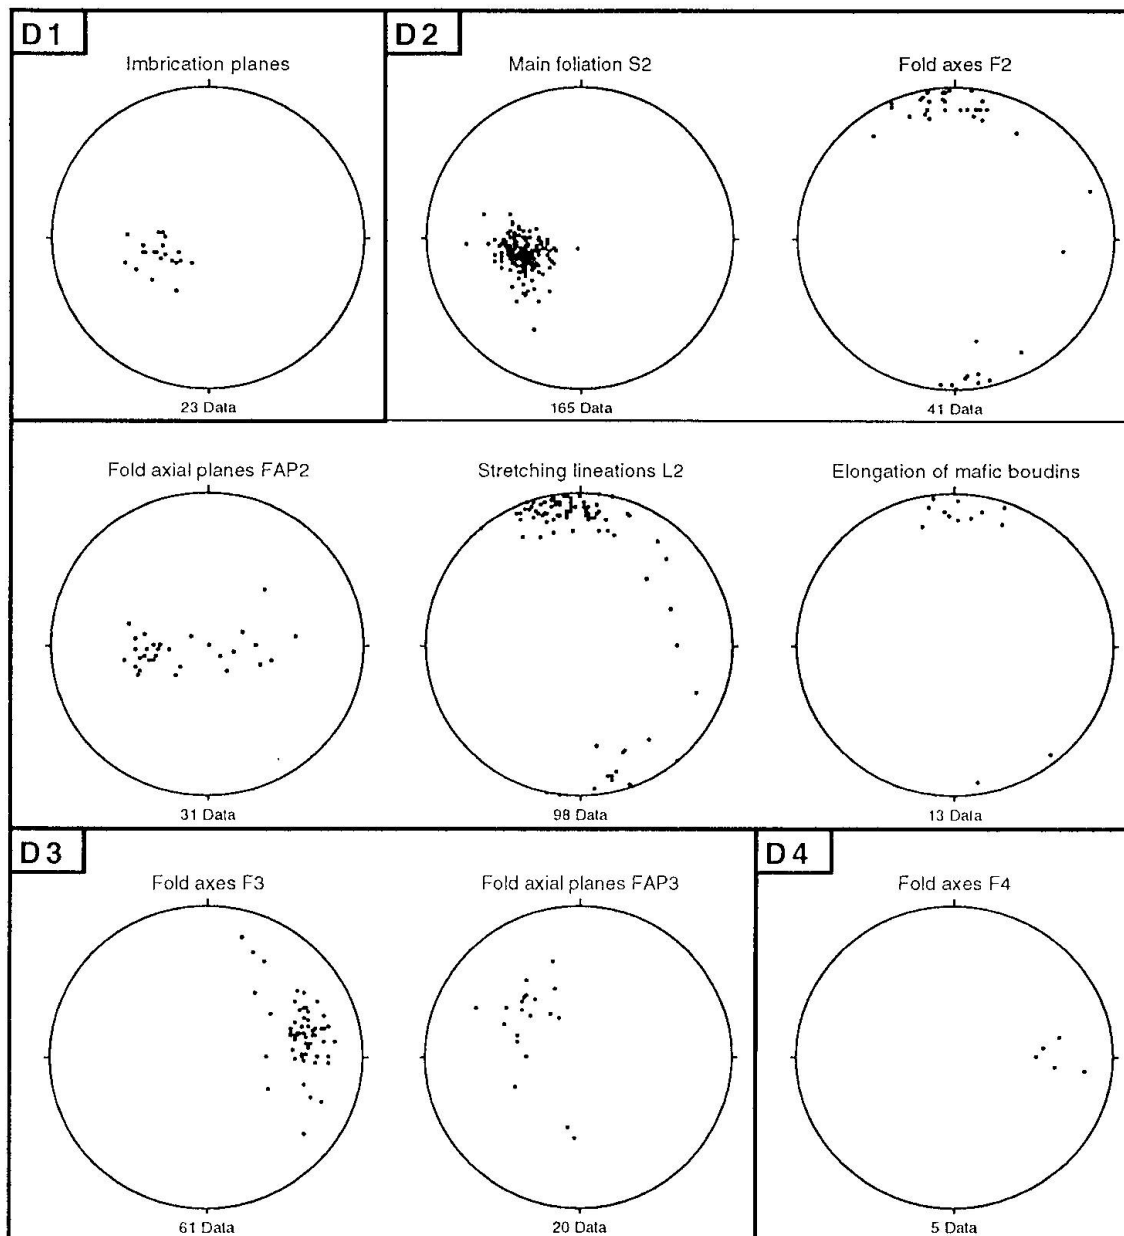 D1
Imbrication planes
23 Data
D2
Main foliation S2
165 Data
Fold axes F2
41 Data
Fold axial planes FAP2
31 Data
Stretching lineations L2
98 Data
Elongation of mafic boudins
13 Data
D3
Fold axes F3
61 Data
Fold axial planes FAP3
20 Data
D4
Fold axes F4
5 Data